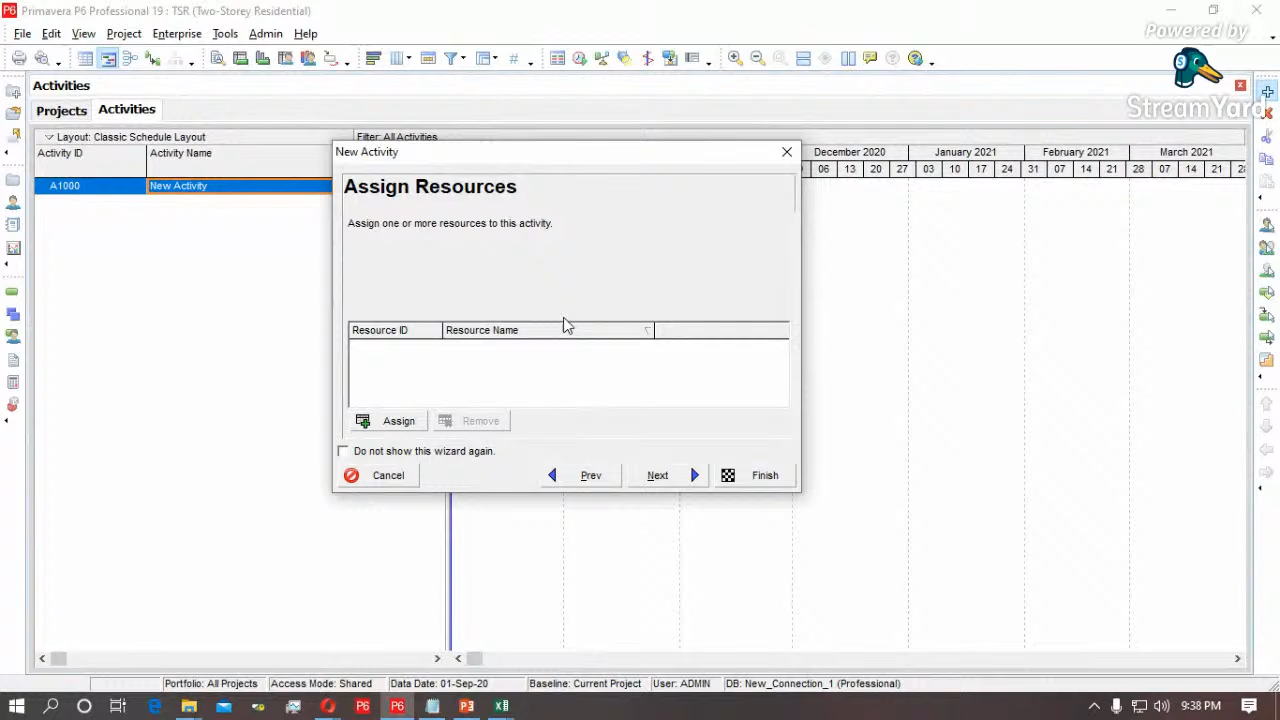 P6 Primavera P6 Professional 19 : TSR (Two-Storey Residential)
File Edit View Project Enterprise Tools Admin Help
Powered by
StreamYard
Activities
Projects Activities
Layout: Classic Schedule Layout Filter: All Activities
Activity ID Activity Name
December 2020 January 2021 February 2021 March 2021
06 13 20 27 03 10 17 24 31 07 14 21 28 07 14 21 28
A1000 New Activity
New Activity
Assign Resources
Assign one or more resources to this activity.
Resource ID Resource Name
Assign Remove
Do not show this wizard again.
Cancel Prev Next Finish
Portfolio: All Projects Access Mode: Shared Data Date: 01-Sep-20 Baseline: Current Project User: ADMIN DB: New_Connection_1 (Professional)
P6 P6 9:38 PM